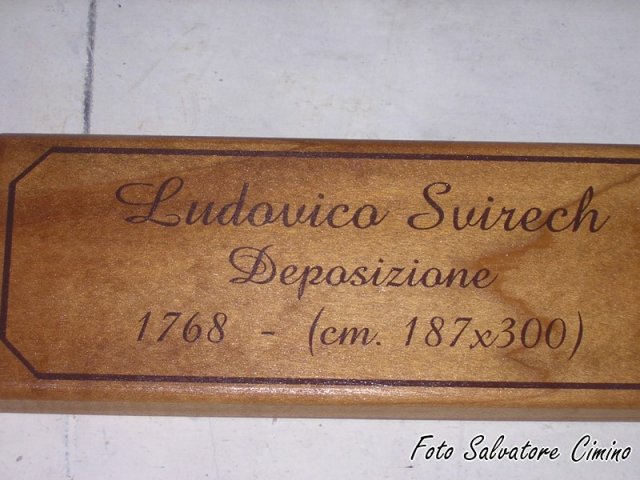 Ludovico Svirech
Deposizione
1768 - (cm. 187x300)
Foto Salvatore Cimino